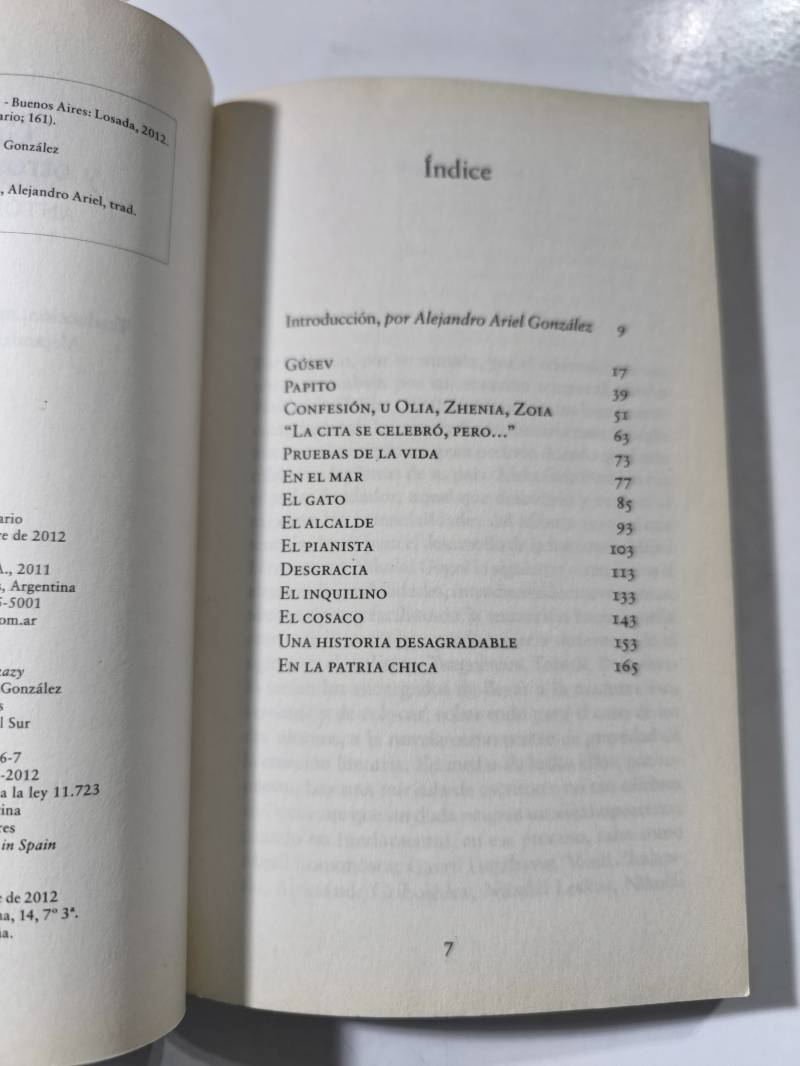 - Buenos Aires: Losada, 2012.
ario; 161).
González
, Alejandro Ariel, trad.
ario
re de 2012
A., 2011
s, Argentina
5-5001
om.ar
González
s
l Sur
6-7
-2012
a la ley 11.723
tina
res
in Spain
e de 2012
na, 14, 7º 3ª.
ia.
Índice
Introducción, por Alejandro Ariel González 9
Gúsev 17
Papito 39
Confesión, u Olia, Zhenia, Zoia 51
“La cita se celebró, pero...” 63
Pruebas de la vida 73
En el mar 77
El gato 85
El alcalde 93
El pianista 103
Desgracia 113
El inquilino 133
El cosaco 143
Una historia desagradable 153
En la patria chica 165
7